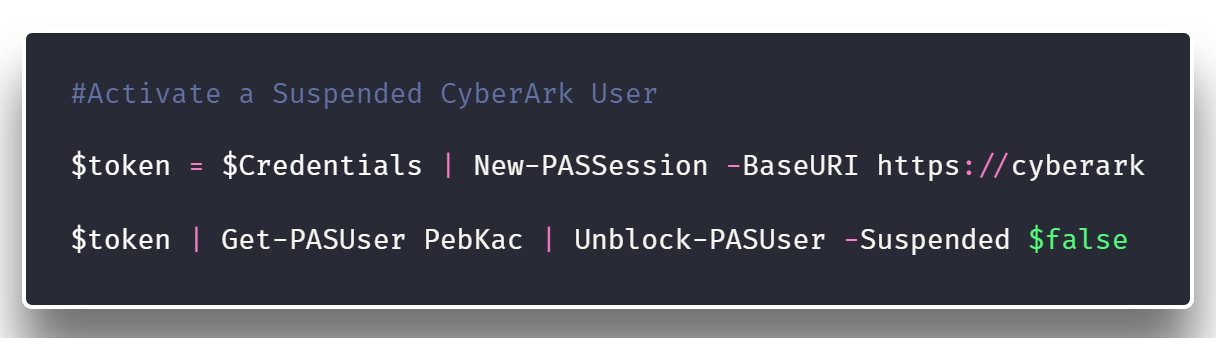 #Activate a Suspended CyberArk User
$token = $Credentials | New-PASSession -BaseURI https://cyberark
$token | Get-PASUser PebKac | Unblock-PASUser -Suspended $false